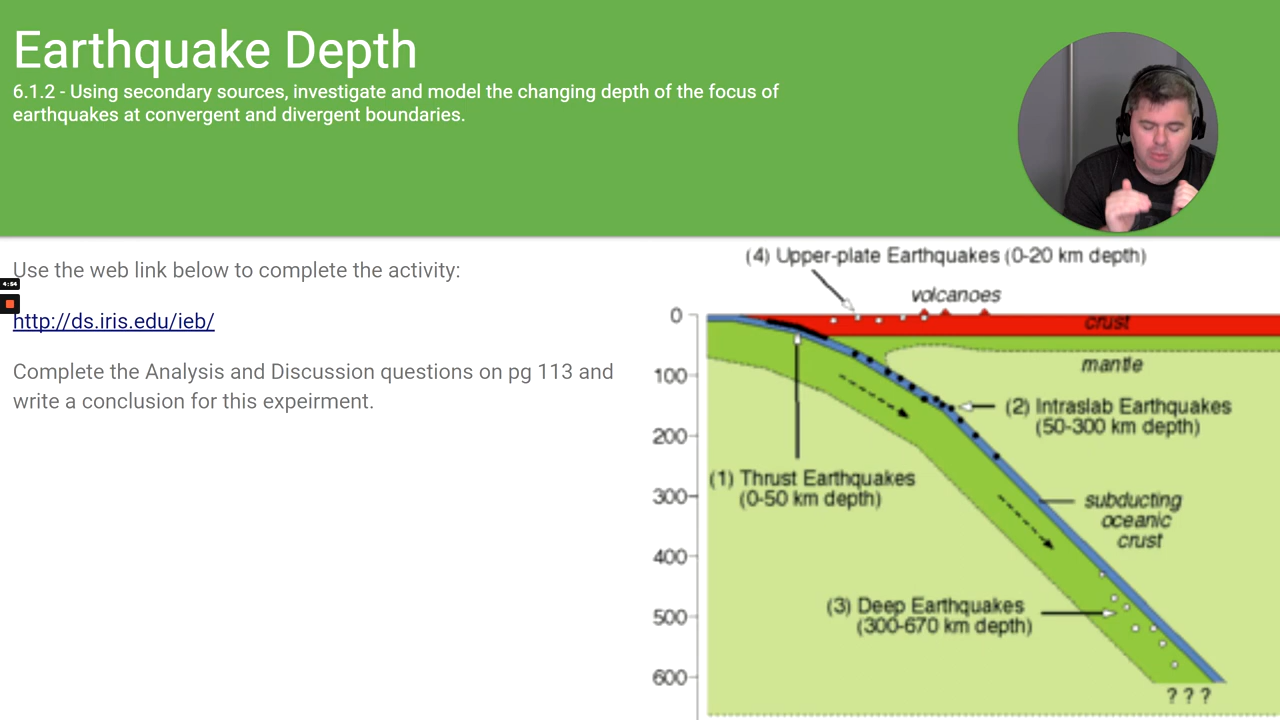 Earthquake Depth
6.1.2 - Using secondary sources, investigate and model the changing depth of the focus of
earthquakes at convergent and divergent boundaries.
Use the web link below to complete the activity:
4:54
http://ds.iris.edu/ieb/
Complete the Analysis and Discussion questions on pg 113 and
write a conclusion for this expeirment.
(4) Upper-plate Earthquakes (0-20 km depth)
volcanoes
0
crust
mantle
100
(2) Intraslab Earthquakes
(50-300 km depth)
200
(1) Thrust Earthquakes
(0-50 km depth)
300
subducting
oceanic
crust
400
(3) Deep Earthquakes
(300-670 km depth)
500
600
? ? ?